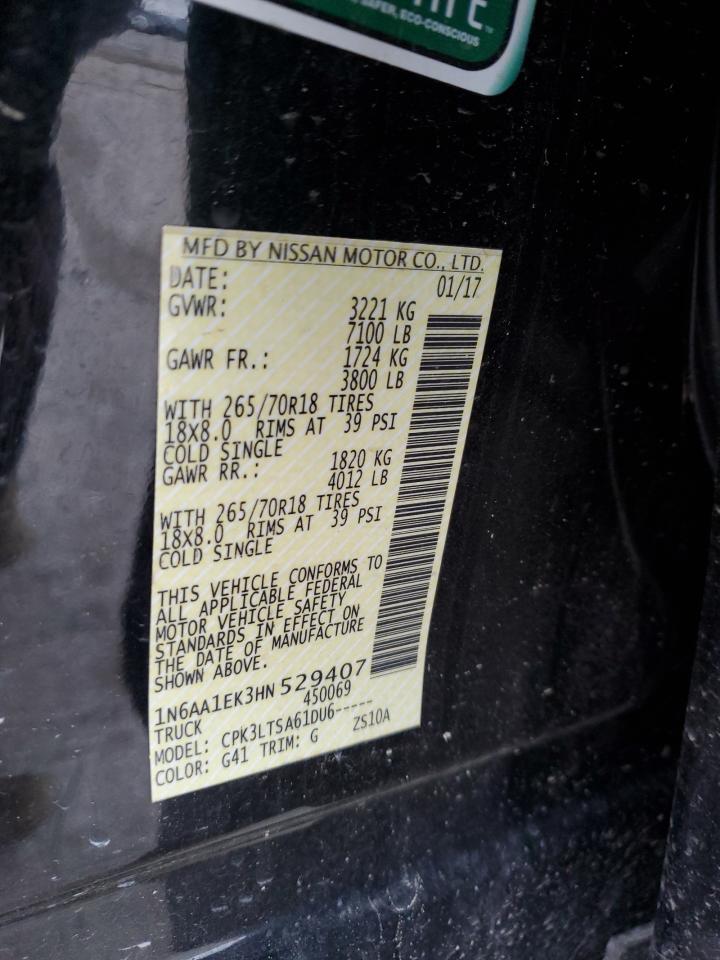 SAFER, ECO-CONSCIOUS
MFD BY NISSAN MOTOR CO., LTD.
DATE: 01/17
GVWR: 3221 KG
7100 LB
GAWR FR.: 1724 KG
3800 LB
WITH 265/70R18 TIRES
18X8.0 RIMS AT 39 PSI
COLD SINGLE
GAWR RR.: 1820 KG
4012 LB
WITH 265/70R18 TIRES
18X8.0 RIMS AT 39 PSI
COLD SINGLE
THIS VEHICLE CONFORMS TO
ALL APPLICABLE FEDERAL
MOTOR VEHICLE SAFETY
STANDARDS IN EFFECT ON
THE DATE OF MANUFACTURE
SHOWN ABOVE.
1N6AA1EK3HN 529407
TRUCK 450069
MODEL: CPK3LTSA61DU6-----
COLOR: G41 TRIM: G ZS10A